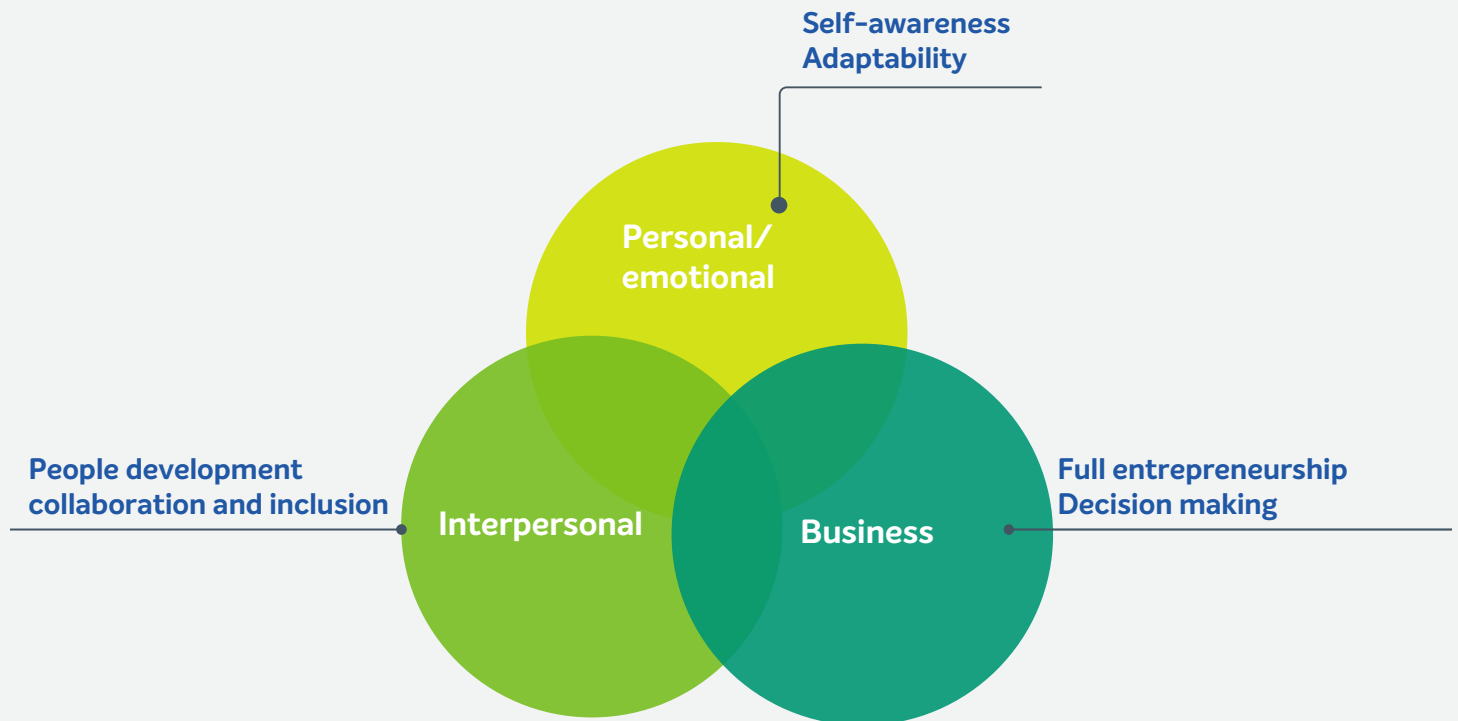 Self-awareness
Adaptability
Personal/
emotional
People development
collaboration and inclusion
Interpersonal
Business
Full entrepreneurship
Decision making